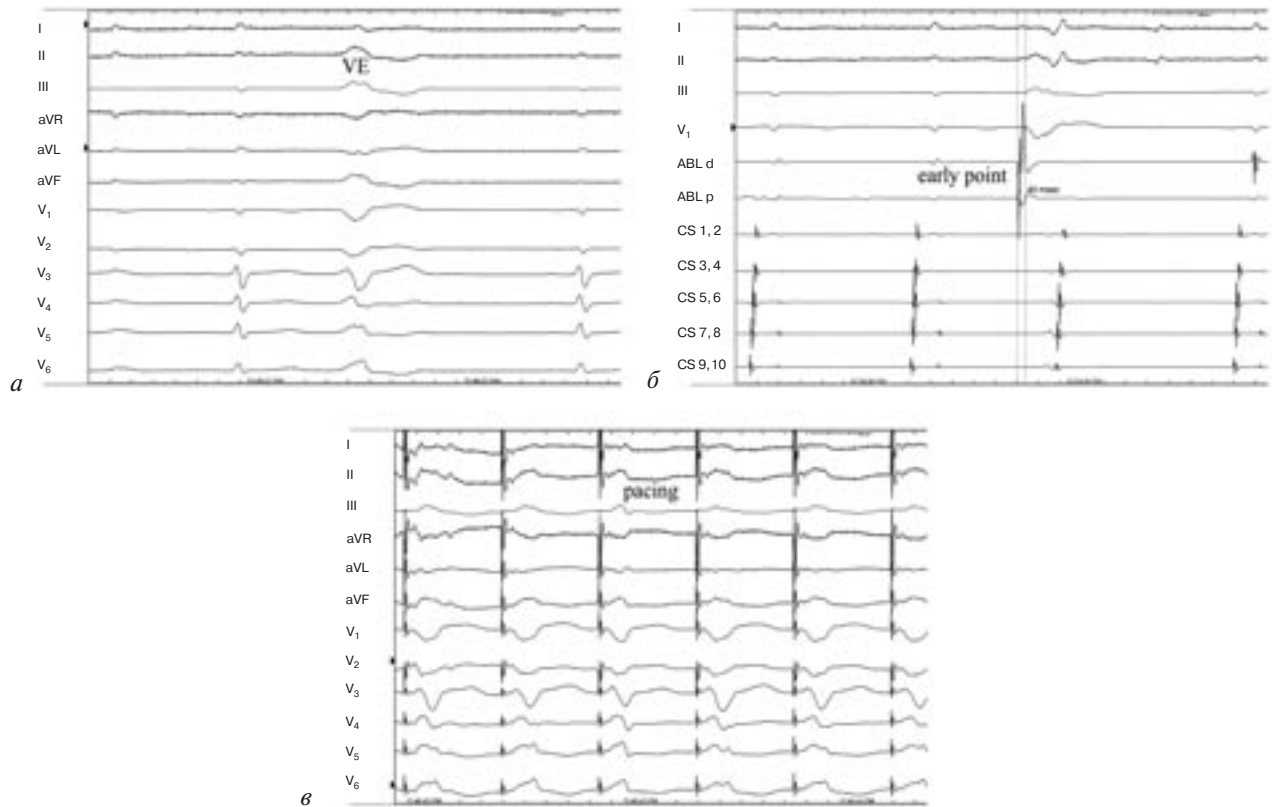 I
II
VE
III
aVR
aVL
aVF
V1
V2
V3
V4
V5
V6
а
I
II
III
V1
ABL d
early point
ABL p
CS 1, 2
CS 3, 4
CS 5, 6
CS 7, 8
CS 9, 10
б
I
II
pacing
III
aVR
aVL
aVF
V1
V2
V3
V4
V5
V6
в